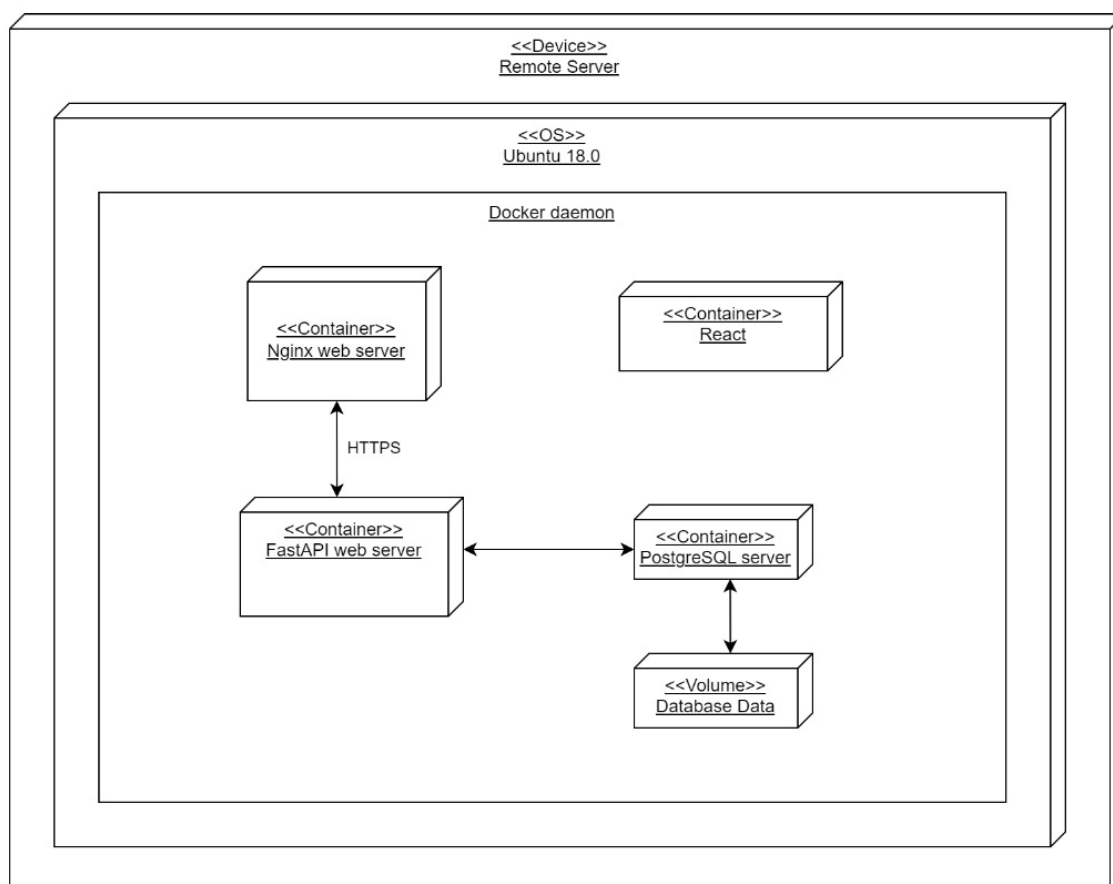 <<Device>>
Remote Server
<<OS>>
Ubuntu 18.0
Docker daemon
<<Container>>
Nginx web server
<<Container>>
React
HTTPS
<<Container>>
FastAPI web server
<<Container>>
PostgreSQL server
<<Volume>>
Database Data